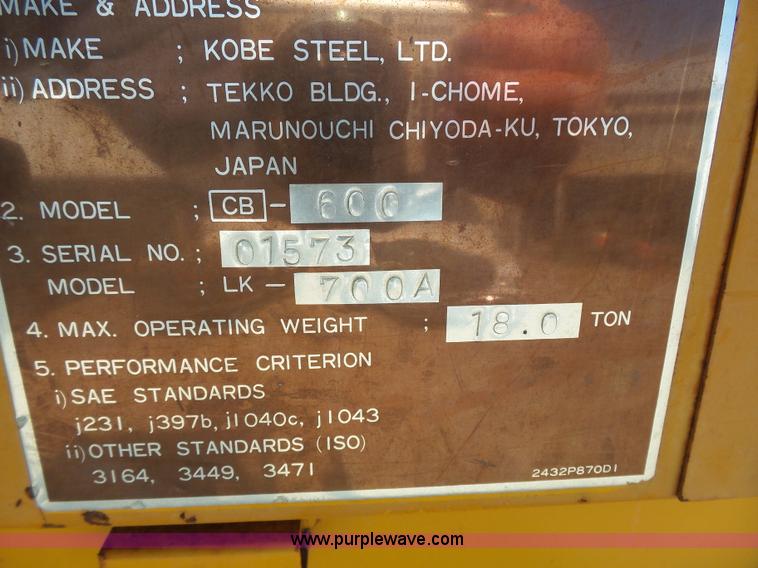 MAKE & ADDRESS
i) MAKE ; KOBE STEEL, LTD.
ii) ADDRESS ; TEKKO BLDG., 1-CHOME,
MARUNOUCHI CHIYODA-KU, TOKYO,
JAPAN
2. MODEL ; CB - 600
3. SERIAL NO. ; 01573
MODEL ; LK - 700A
4. MAX. OPERATING WEIGHT ; 18.0 TON
5. PERFORMANCE CRITERION
i) SAE STANDARDS
j231, j397b, j1040c, j1043
ii) OTHER STANDARDS (ISO)
3164, 3449, 3471
2432P870D1
www.purplewave.com